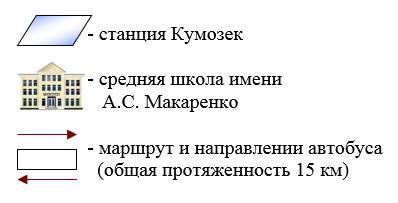 - станция Кумозек
- средняя школа имени
А.С. Макаренко
- маршрут и направлении автобуса
(общая протяженность 15 км)